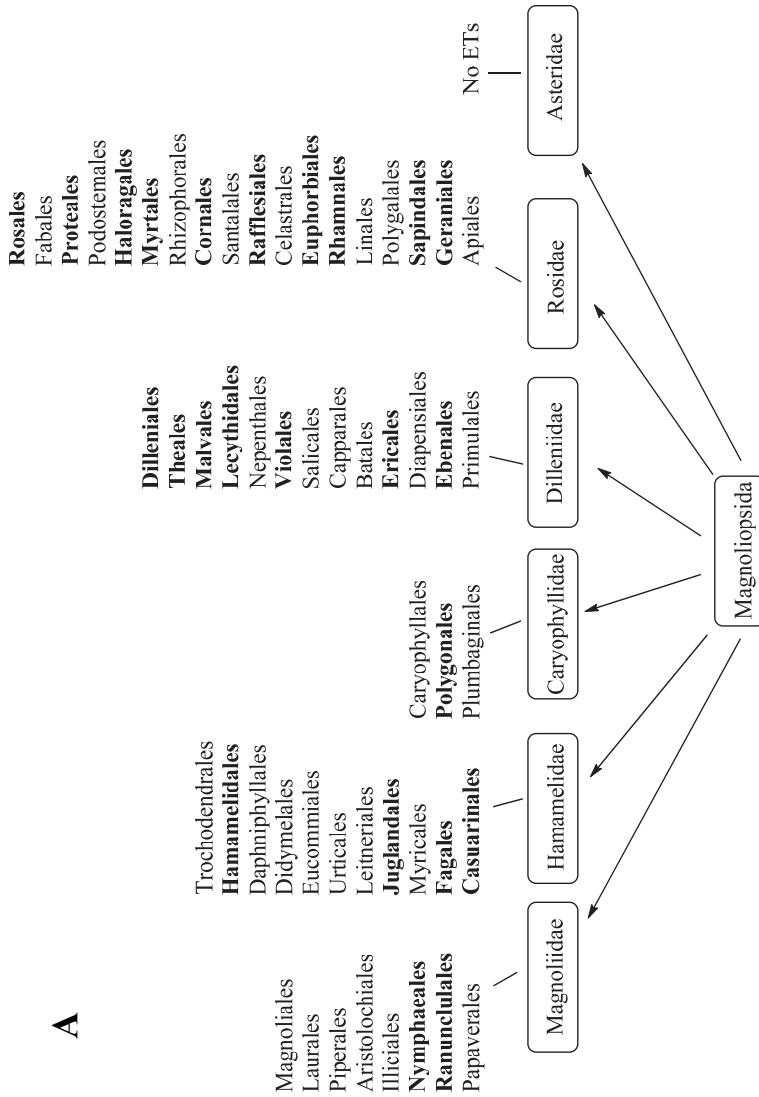 A
Magnoliales
Laurales
Piperales
Aristolochiales
Illiciales
Nymphaeales
Ranunclulales
Papaverales
Trochodendrales
Hamamelidales
Daphniphyllales
Didymelales
Eucommiales
Urticales
Leitneriales
Juglandales
Myricales
Fagales
Casuarinales
Caryophyllales
Polygonales
Plumbaginales
Dilleniales
Theales
Malvales
Lecythidales
Nepenthales
Violales
Salicales
Capparales
Batales
Ericales
Diapensiales
Ebenales
Primulales
Rosales
Fabales
Proteales
Podostemales
Haloragales
Myrtales
Rhizophorales
Cornales
Santalales
Rafflesiales
Celastrales
Euphorbiales
Rhamnales
Linales
Polygalales
Sapindales
Geraniales
Apiales
No ETs
Magnoliidae
Hamamelidae
Caryophyllidae
Dilleniidae
Rosidae
Asteridae
Magnoliopsida